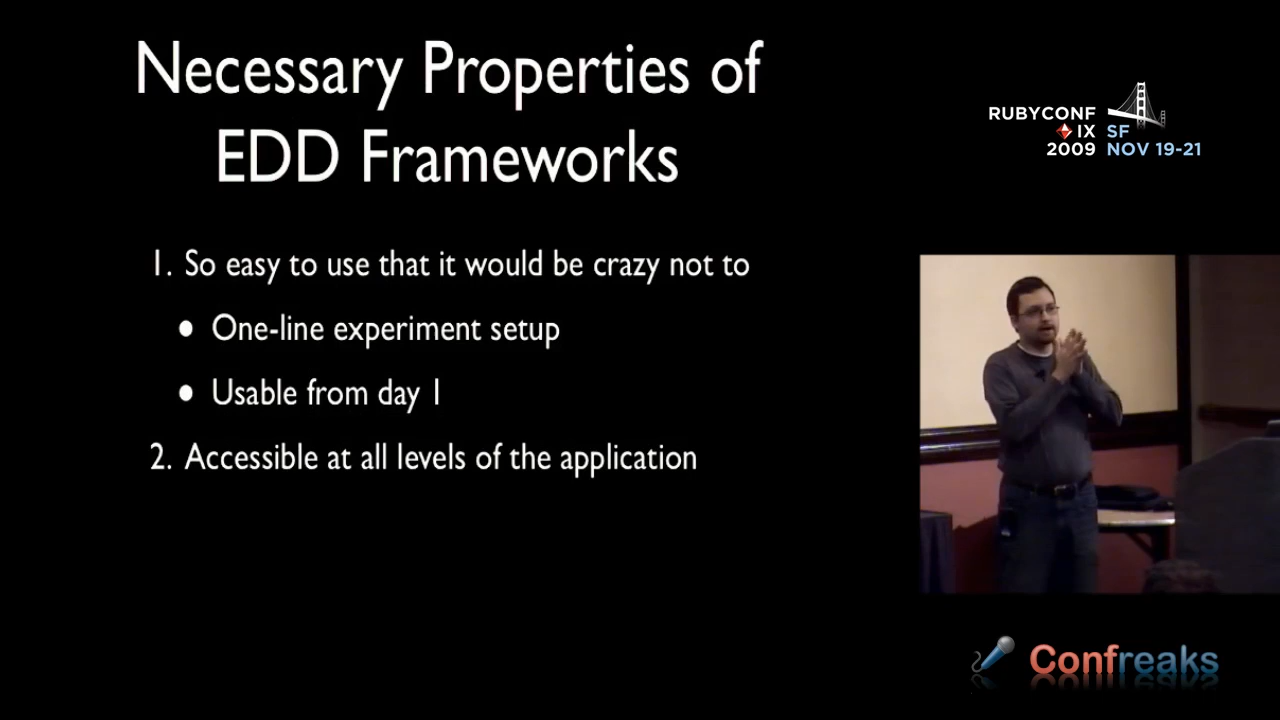 Necessary Properties of
EDD Frameworks
1. So easy to use that it would be crazy not to
• One-line experiment setup
• Usable from day 1
2. Accessible at all levels of the application
RUBYCONF
IX SF
2009 NOV 19-21
Confreaks